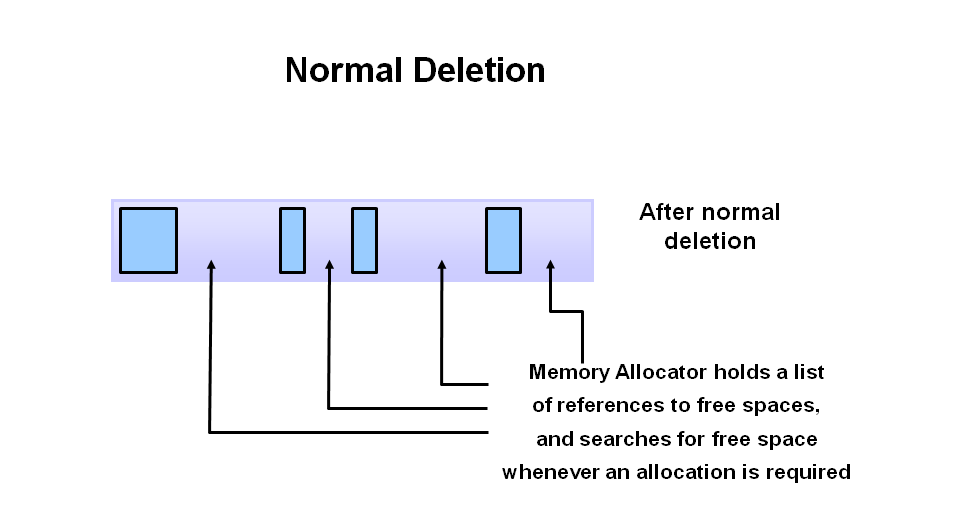 Normal Deletion
After normal
deletion
Memory Allocator holds a list
of references to free spaces,
and searches for free space
whenever an allocation is required